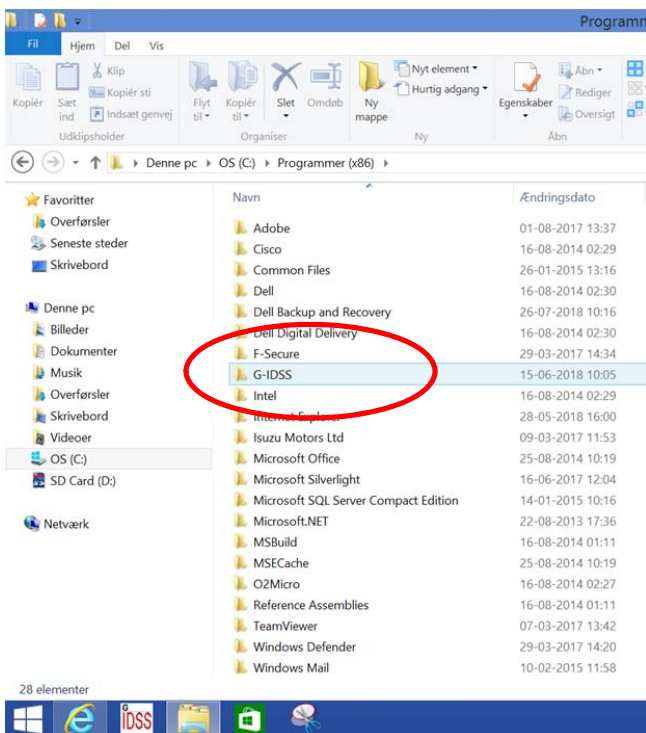 Programm
Fil Hjem Del Vis
Kopiér
Sæt ind
Klip
Kopiér sti
Indsæt genvej
Udklipsholder
Flyt til
Kopiér til
Slet
Omdøb
Organiser
Ny mappe
Nyt element
Hurtig adgang
Ny
Egenskaber
Åbn
Rediger
Oversigt
Åbn
Denne pc OS (C:) Programmer (x86)
Favoritter
Overførsler
Seneste steder
Skrivebord
Denne pc
Billeder
Dokumenter
Musik
Overførsler
Skrivebord
Videoer
OS (C:)
SD Card (D:)
Netværk
Navn Ændringsdato
Adobe 01-08-2017 13:37
Cisco 16-08-2014 02:29
Common Files 26-01-2015 13:16
Dell 16-08-2014 02:30
Dell Backup and Recovery 26-07-2018 10:16
Dell Digital Delivery 16-08-2014 02:30
F-Secure 29-03-2017 14:34
G-IDSS 15-06-2018 10:05
Intel 16-08-2014 02:29
Internet Explorer 28-05-2018 16:00
Isuzu Motors Ltd 09-03-2017 11:53
Microsoft Office 25-08-2014 10:19
Microsoft Silverlight 16-06-2017 12:04
Microsoft SQL Server Compact Edition 14-01-2015 10:16
Microsoft.NET 22-08-2013 17:36
MSBuild 16-08-2014 01:11
MSECache 25-08-2014 10:19
O2Micro 16-08-2014 02:27
Reference Assemblies 16-08-2014 01:11
TeamViewer 07-03-2017 13:42
Windows Defender 29-03-2017 14:20
Windows Mail 10-02-2015 11:58
28 elementer
G
IDSS